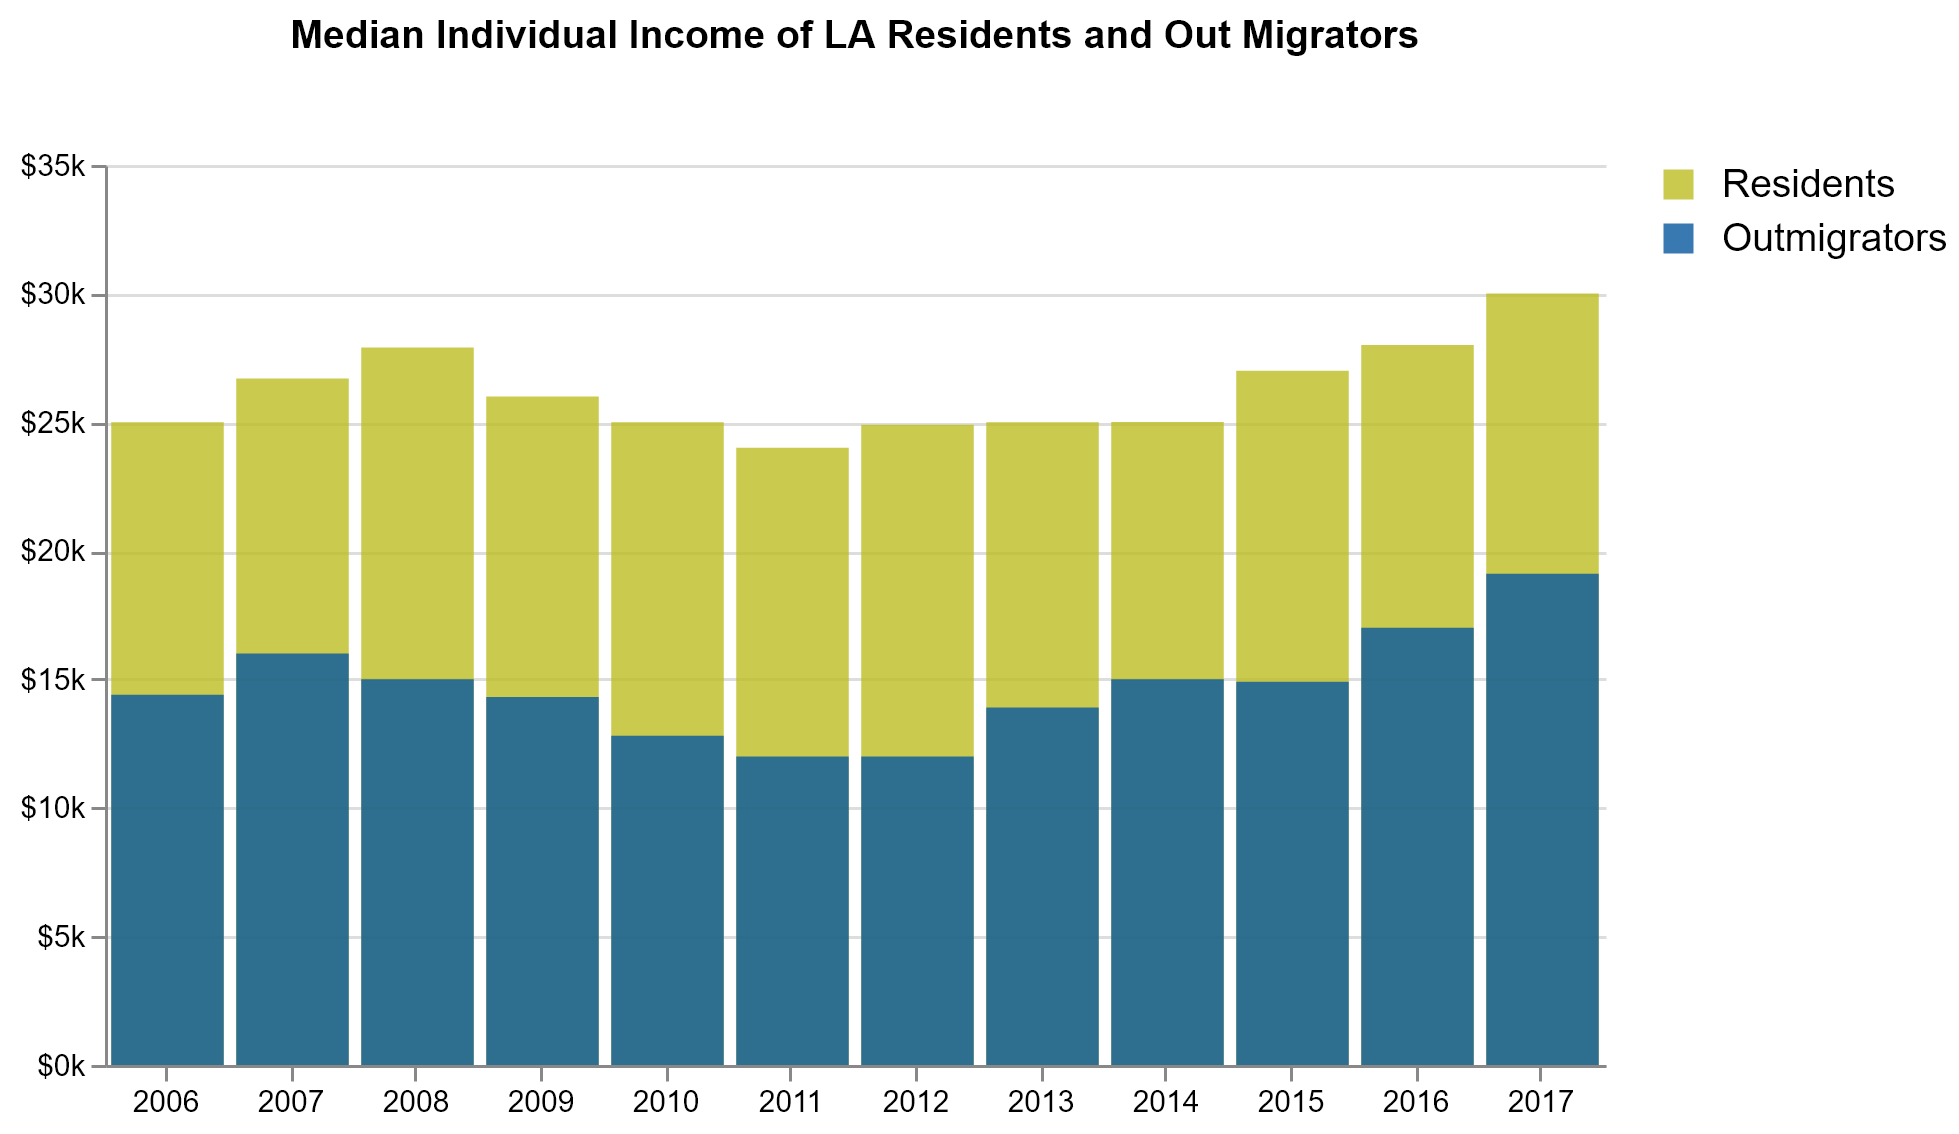 Median Individual Income of LA Residents and Out Migrators
$35k
$30k
$25k
$20k
$15k
$10k
$5k
$0k
2006 2007 2008 2009 2010 2011 2012 2013 2014 2015 2016 2017
Residents
Outmigrators